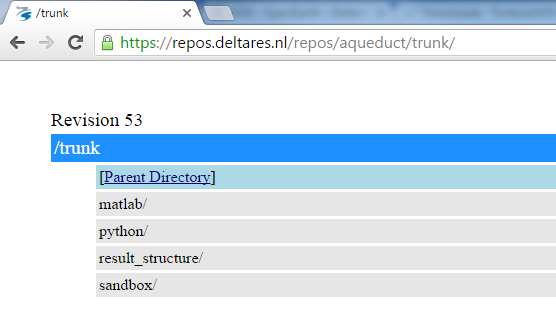 /trunk
https://repos.deltares.nl/repos/aqueduct/trunk/
Revision 53
/trunk
[Parent Directory]
matlab/
python/
result_structure/
sandbox/